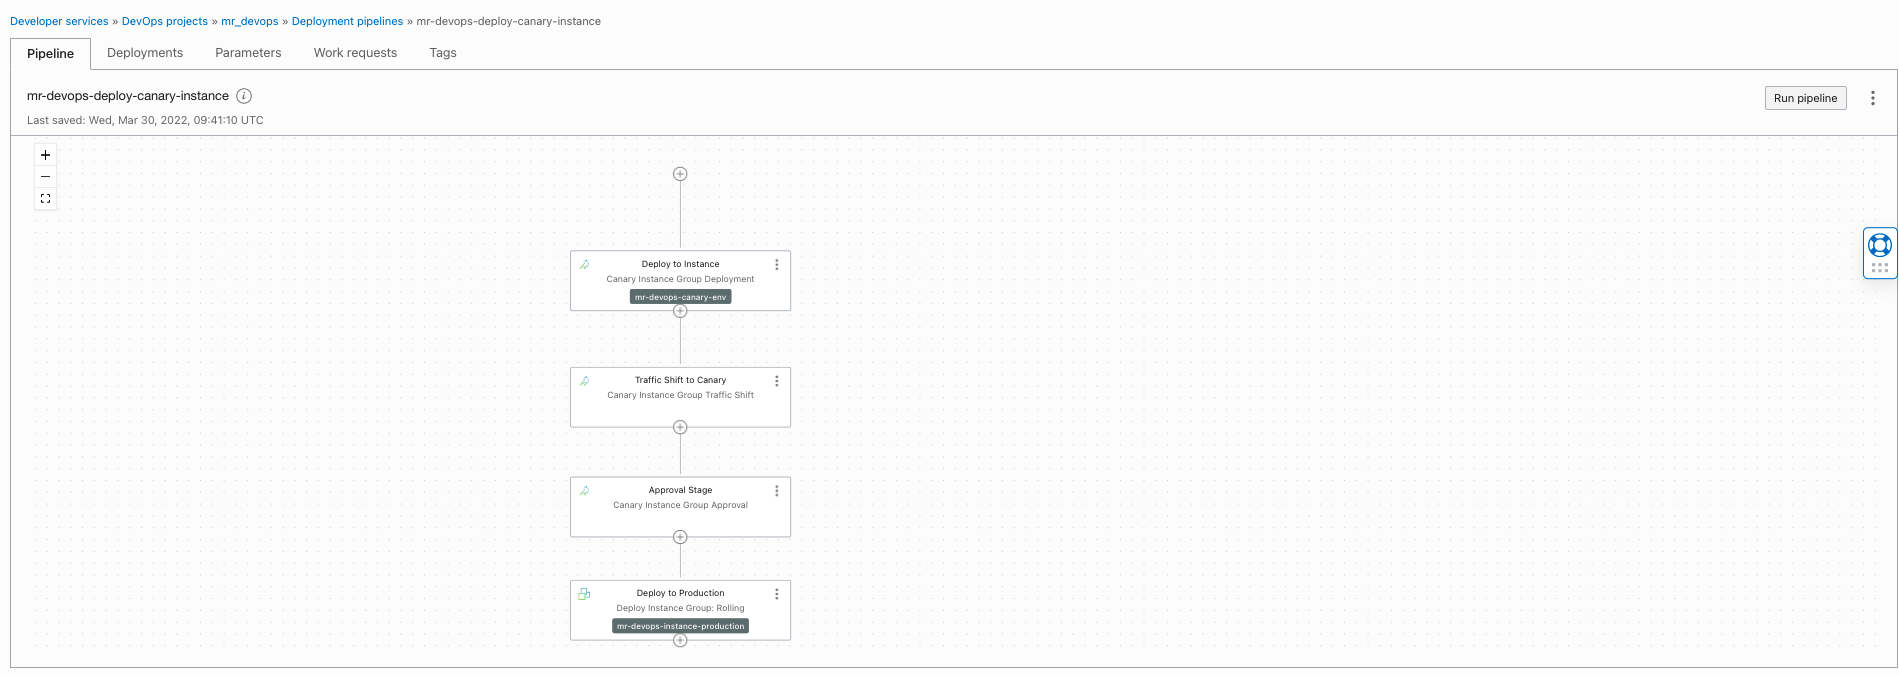 Developer services » DevOps projects » mr_devops » Deployment pipelines » mr-devops-deploy-canary-instance
Pipeline Deployments Parameters Work requests Tags
mr-devops-deploy-canary-instance
Run pipeline
Last saved: Wed, Mar 30, 2022, 09:41:10 UTC
Deploy to Instance
Canary Instance Group Deployment
mr-devops-canary-env
Traffic Shift to Canary
Canary Instance Group Traffic Shift
Approval Stage
Canary Instance Group Approval
Deploy to Production
Deploy Instance Group: Rolling
mr-devops-instance-production